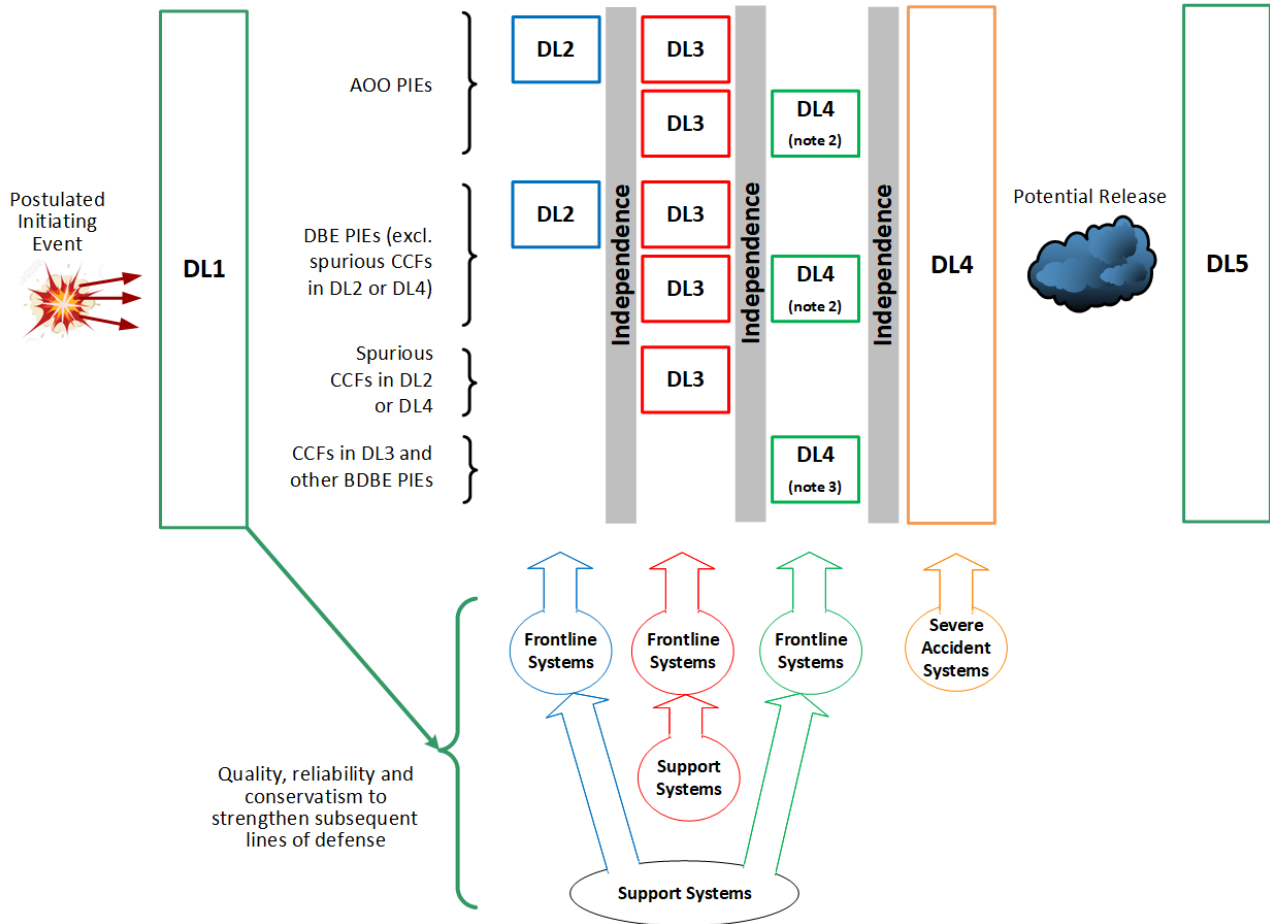 Postulated
Initiating
Event
DL1
AOO PIEs
DBE PIEs (excl.
spurious CCFs
in DL2 or DL4)
Spurious
CCFs in DL2
or DL4
CCFs in DL3 and
other BDBE PIEs
DL2
DL2
Independence
DL3
DL3
DL3
DL3
DL3
Independence
DL4
(note 2)
DL4
(note 2)
DL4
(note 3)
Independence
DL4
Potential Release
DL5
Frontline
Systems
Frontline
Systems
Frontline
Systems
Severe
Accident
Systems
Support
Systems
Quality, reliability and
conservatism to
strengthen subsequent
lines of defense
Support Systems